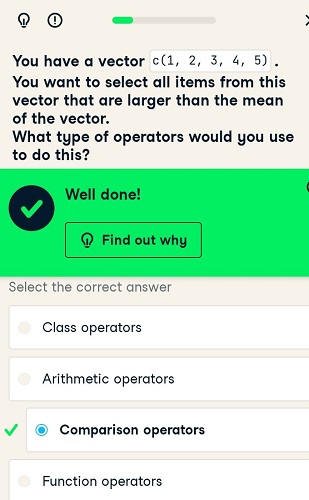 You have a vector c(1, 2, 3, 4, 5) .
You want to select all items from this
vector that are larger than the mean
of the vector.
What type of operators would you use
to do this?
Well done!
Find out why
Select the correct answer
Class operators
Arithmetic operators
Comparison operators
Function operators